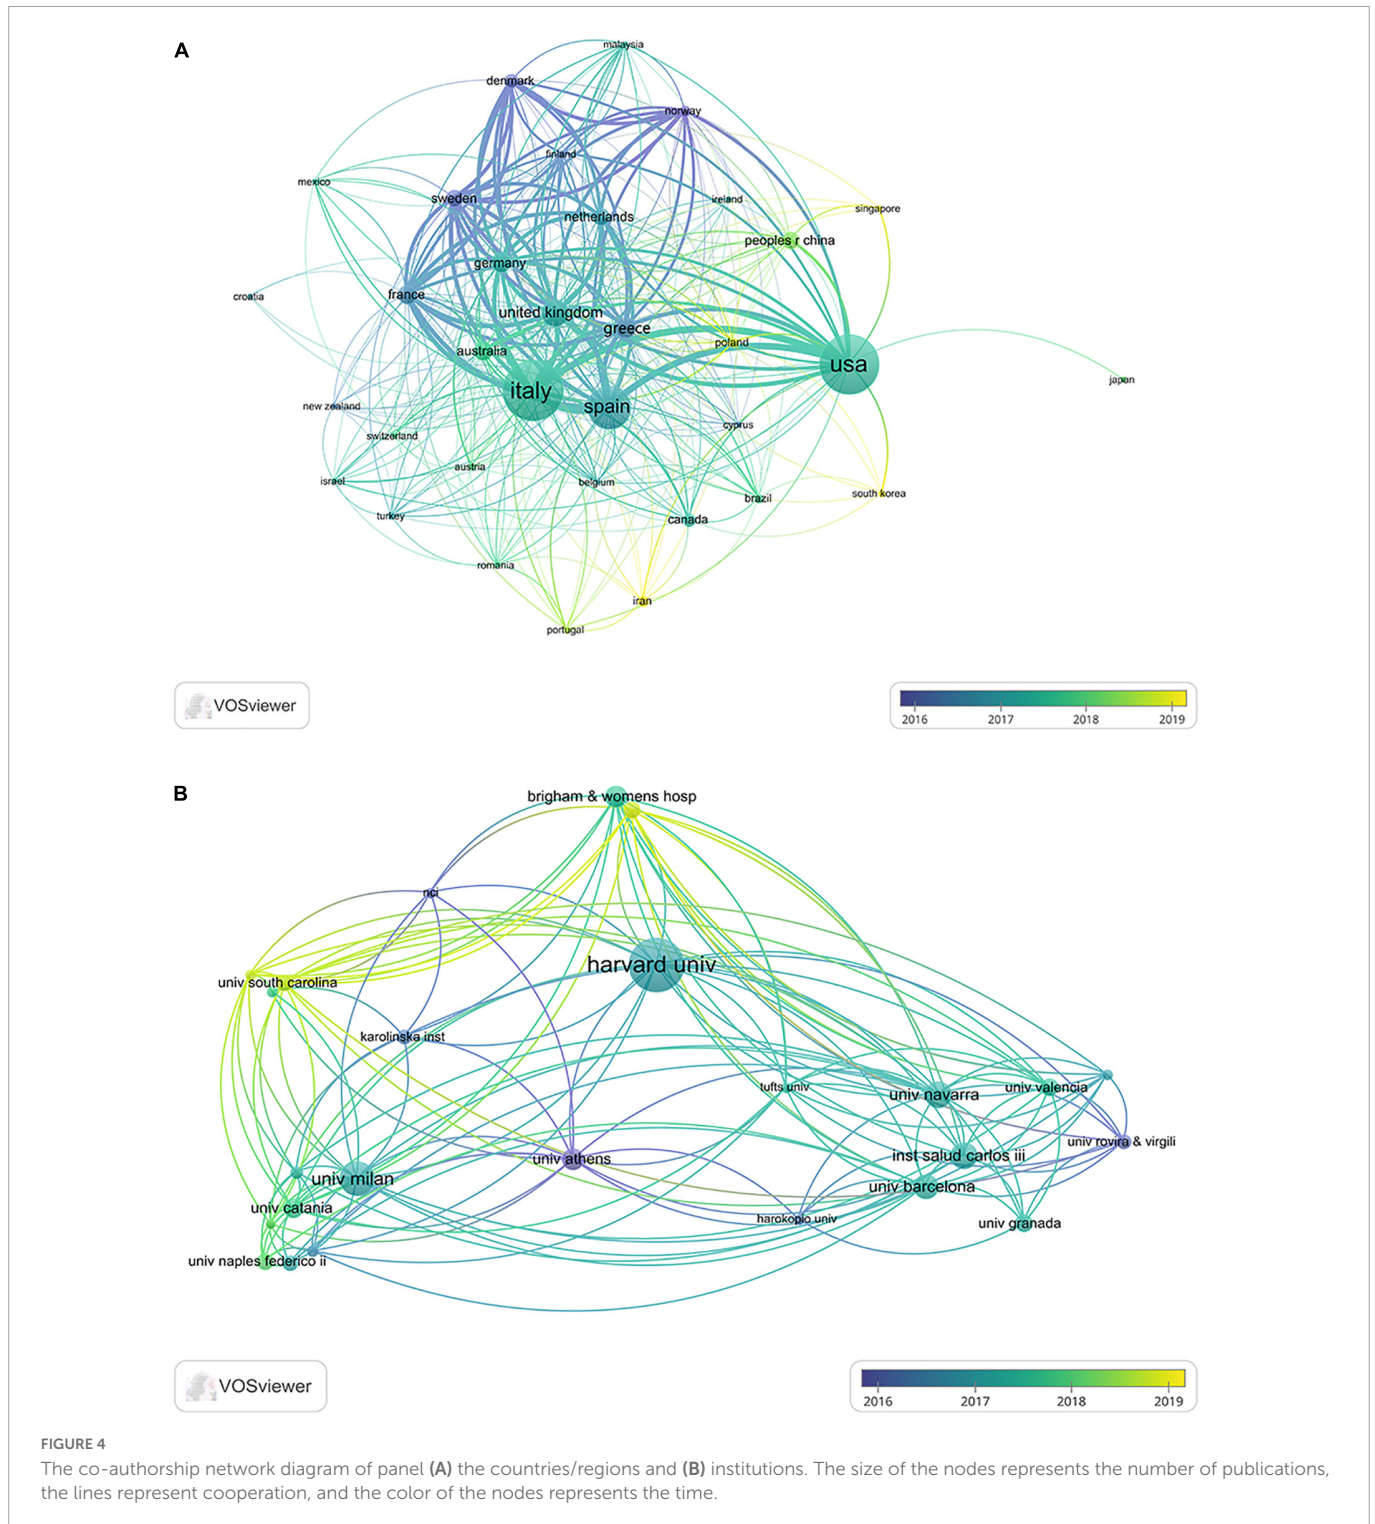 A
malaysia
denmark
norway
finland
mexico
sweden
ireland
singapore
netherlands
peoples r china
germany
france
croatia
united kingdom
greece
poland
australia
usa
japan
italy
spain
new zealand
cyprus
switzerland
austria
israel
belgium
south korea
brazil
turkey
canada
romania
iran
portugal
VOSviewer
2016 2017 2018 2019
B
brigham & womens hosp
nci
harvard univ
univ south carolina
karolinska inst
tufts univ
univ valencia
univ navarra
univ rovira & virgili
inst salud carlos iii
univ athens
univ milan
univ barcelona
univ catania
harokopio univ
univ granada
univ naples federico ii
VOSviewer
2016 2017 2018 2019
FIGURE 4
The co-authorship network diagram of panel (A) the countries/regions and (B) institutions. The size of the nodes represents the number of publications,
the lines represent cooperation, and the color of the nodes represents the time.